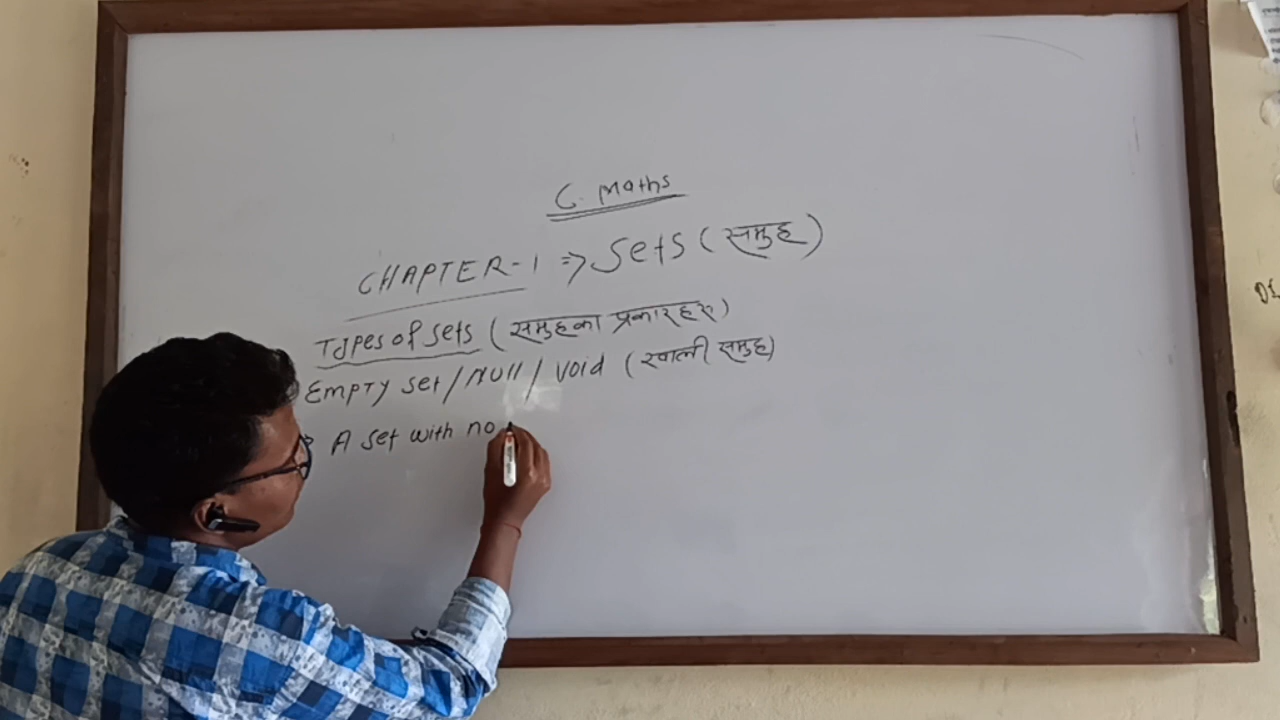 C. Maths
CHAPTER-1 => Sets (समुह)
Types of sets (समुहका प्रकारहरु)
Empty set / NUll / Void (खाली समुह)
A set with no